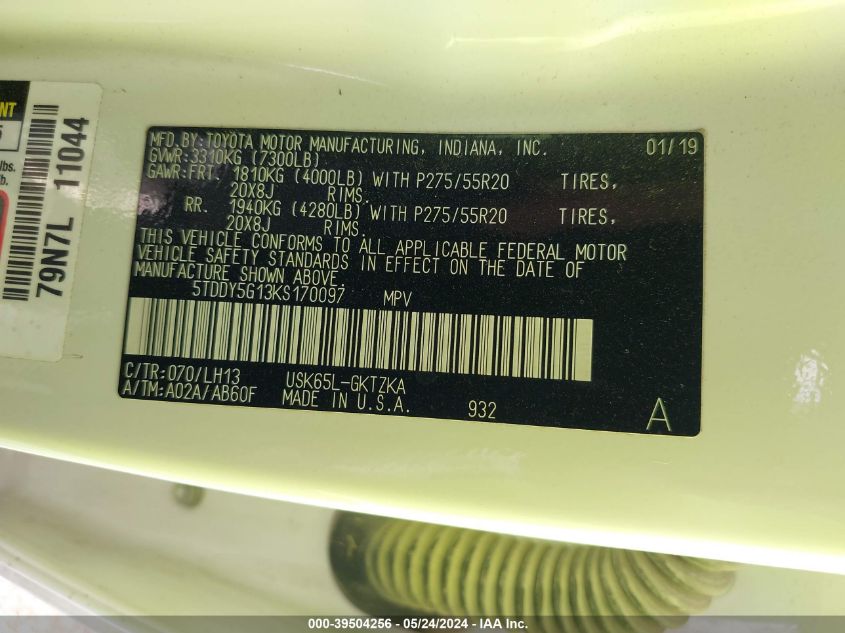 NT
5
lbs.
79N7L 11044
MFD.BY:TOYOTA MOTOR MANUFACTURING, INDIANA, INC. 01/19
GVWR:3310KG (7300LB)
GAWR:FRT. 1810KG (4000LB) WITH P275/55R20 TIRES,
20X8J RIMS.
RR. 1940KG (4280LB) WITH P275/55R20 TIRES,
20X8J RIMS.
THIS VEHICLE CONFORMS TO ALL APPLICABLE FEDERAL MOTOR
VEHICLE SAFETY STANDARDS IN EFFECT ON THE DATE OF
MANUFACTURE SHOWN ABOVE.
5TDDY5G13KS170097 MPV
C/TR:070/LH13 USK65L-GKTZKA
A/TM:A02A/AB60F MADE IN U.S.A. 932 A
000-39504256 - 05/24/2024 - IAA Inc.